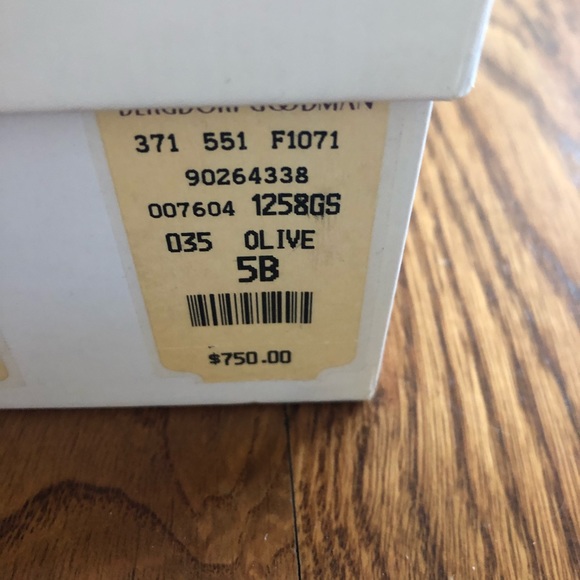 BERGDORF GOODMAN
371 551 F1071
90264338
007604 1258GS
035 OLIVE
5B
$750.00